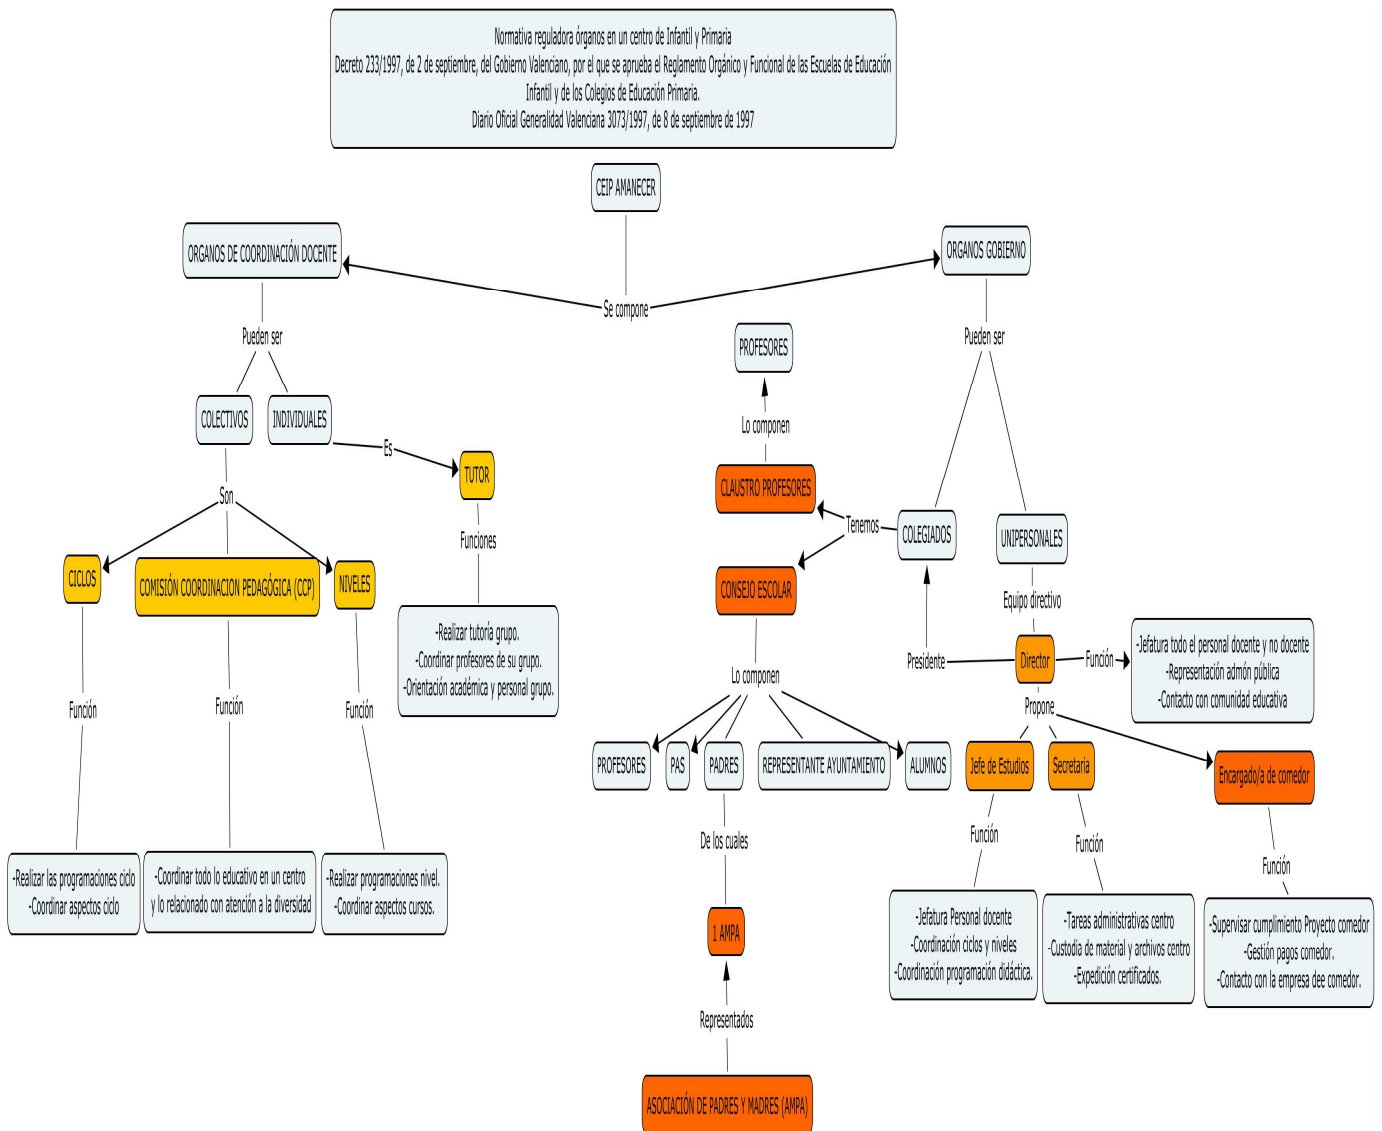 Normativa reguladora órganos en un centro de Infantil y Primaria
Decreto 233/1997, de 2 de septiembre, del Gobierno Valenciano, por el que se aprueba el Reglamento Orgánico y Funcional de las Escuelas de Educación
Infantil y de los Colegios de Educación Primaria.
Diario Oficial Generalidad Valenciana 3073/1997, de 8 de septiembre de 1997
CEIP AMANECER
Se compone
ORGANOS DE COORDINACIÓN DOCENTE
Pueden ser
COLECTIVOS
INDIVIDUALES
Es
TUTOR
Funciones
-Realizar tutoría grupo.
-Coordinar profesores de su grupo.
-Orientación académica y personal grupo.
Son
CICLOS
COMISIÓN COORDINACION PEDAGÓGICA (CCP)
NIVELES
Función
Función
Función
-Realizar las programaciones ciclo
-Coordinar aspectos ciclo
-Coordinar todo lo educativo en un centro
y lo relacionado con atención a la diversidad
-Realizar programaciones nivel.
-Coordinar aspectos cursos.
ORGANOS GOBIERNO
Pueden ser
COLEGIADOS
UNIPERSONALES
Tenemos
CLAUSTRO PROFESORES
Lo componen
PROFESORES
CONSEJO ESCOLAR
Lo componen
PROFESORES
PAS
PADRES
REPRESENTANTE AYUNTAMIENTO
ALUMNOS
De los cuales
1 AMPA
Representados
ASOCIACIÓN DE PADRES Y MADRES (AMPA)
Equipo directivo
Director
Presidente
Función
-Jefatura todo el personal docente y no docente
-Representación admón pública
-Contacto con comunidad educativa
Propone
Jefe de Estudios
Secretaria
Encargado/a de comedor
Función
Función
Función
-Jefatura Personal docente
-Coordinación ciclos y niveles
-Coordinación programación didáctica.
-Tareas administrativas centro
-Custodia de material y archivos centro
-Expedición certificados.
-Supervisar cumplimiento Proyecto comedor
-Gestión pagos comedor.
-Contacto con la empresa dee comedor.